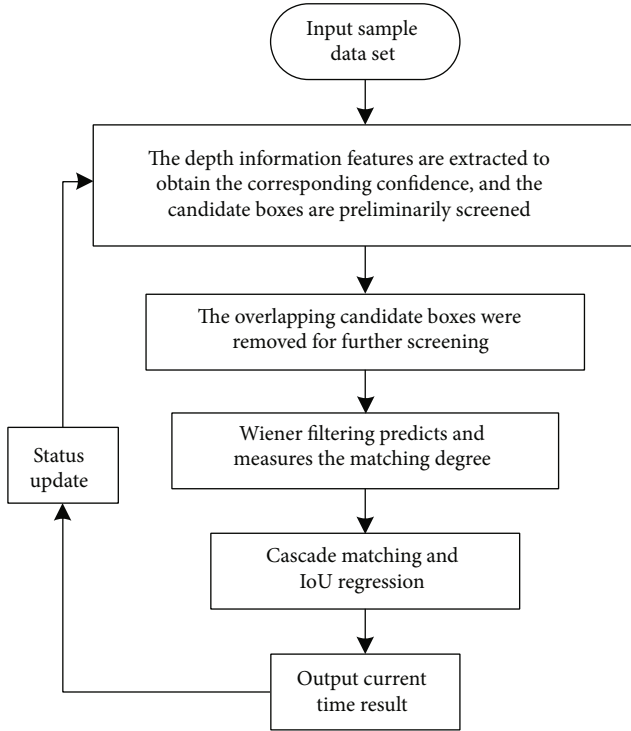 Input sample
data set
The depth information features are extracted to
obtain the corresponding confidence, and the
candidate boxes are preliminarily screened
The overlapping candidate boxes were
removed for further screening
Wiener filtering predicts and
measures the matching degree
Status
update
Cascade matching and
IoU regression
Output current
time result